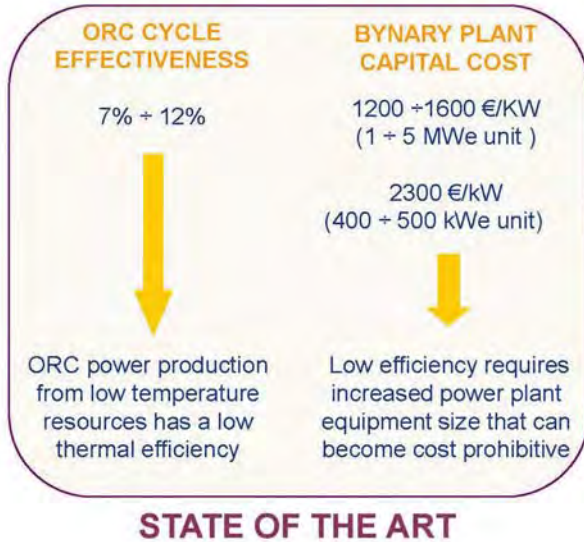 ORC CYCLE
EFFECTIVENESS
7% ÷ 12%
ORC power production
from low temperature
resources has a low
thermal efficiency
BYNARY PLANT
CAPITAL COST
1200 ÷1600 €/KW
(1 ÷ 5 MWe unit )
2300 €/kW
(400 ÷ 500 kWe unit)
Low efficiency requires
increased power plant
equipment size that can
become cost prohibitive
STATE OF THE ART